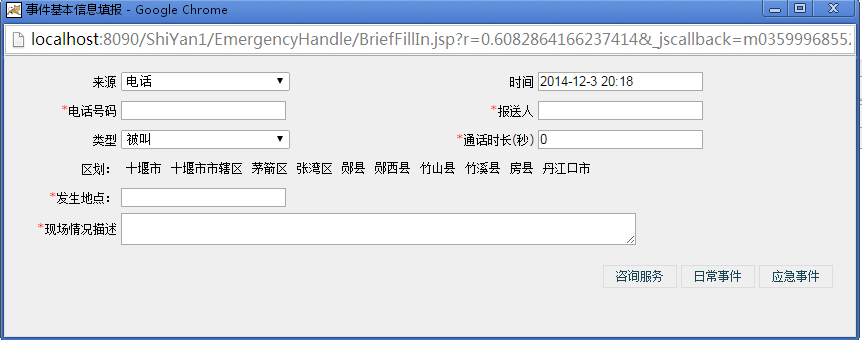 事件基本信息填报 - Google Chrome
localhost:8090/ShiYan1/EmergencyHandle/BriefFillIn.jsp?r=0.6082864166237414&_jscallback=m0359996855
来源 电话 时间 2014-12-3 20:18
*电话号码 *报送人
类型 被叫 *通话时长(秒) 0
区划： 十堰市 十堰市市辖区 茅箭区 张湾区 郧县 郧西县 竹山县 竹溪县 房县 丹江口市
*发生地点：
*现场情况描述
咨询服务 日常事件 应急事件